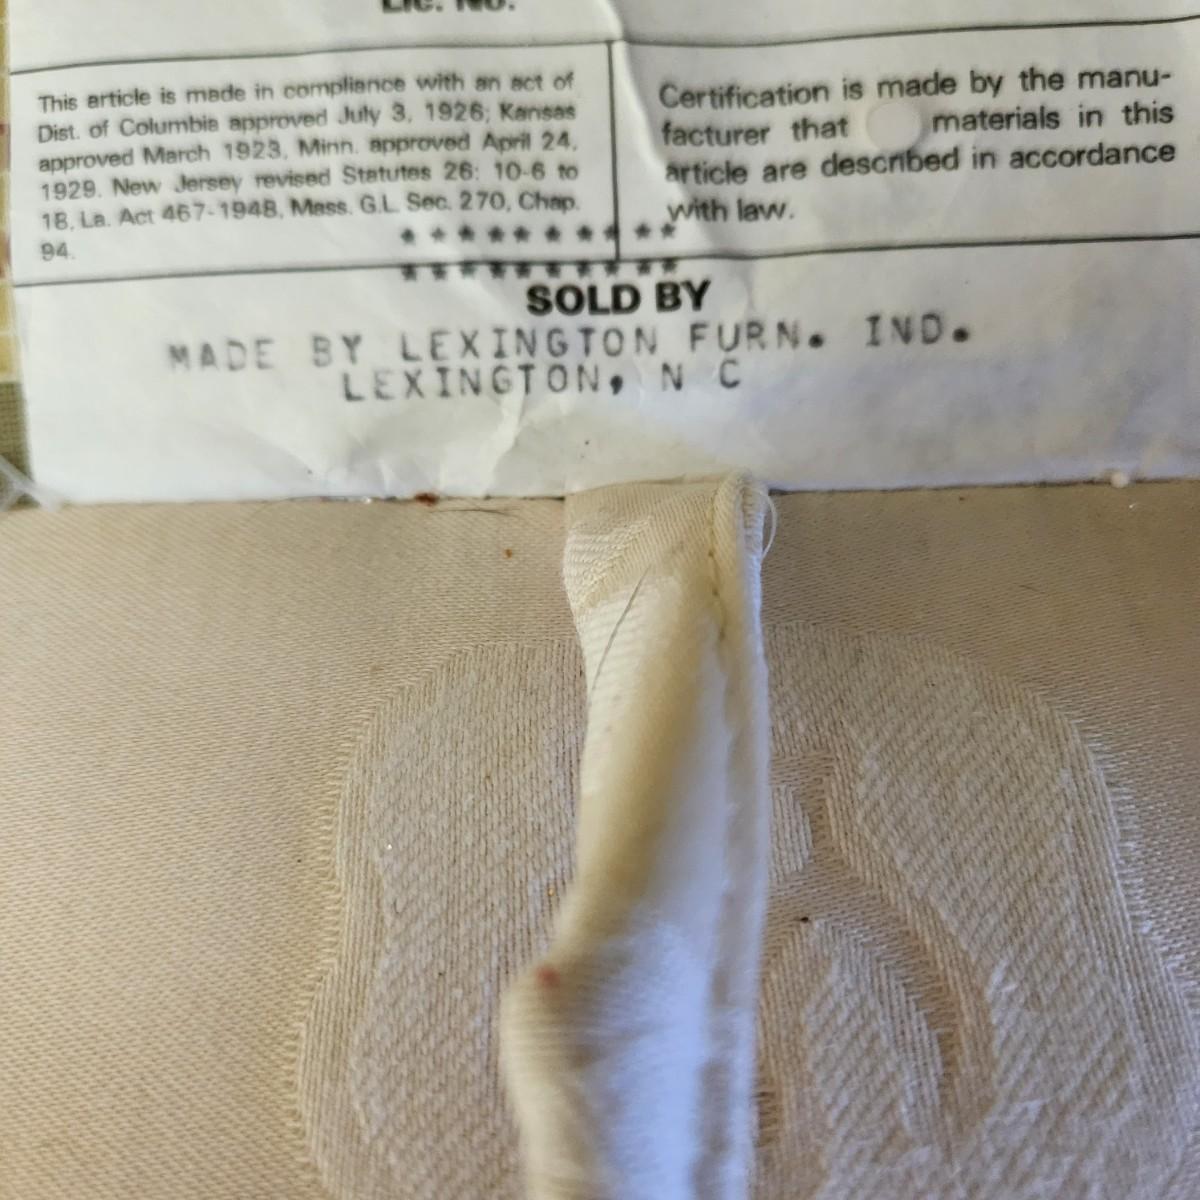 LIC. NO.
This article is made in compliance with an act of
Dist. of Columbia approved July 3, 1926; Kansas
approved March 1923, Minn. approved April 24,
1929. New Jersey revised Statutes 26: 10-6 to
18, La. Act 467-1948, Mass. G.L. Sec. 270, Chap.
94.
Certification is made by the manu-
facturer that materials in this
article are described in accordance
with law.
★ ★ ★ ★ ★ ★ ★ ★ ★ ★
★ ★ ★ ★ ★ ★ ★ ★ ★ ★
SOLD BY
MADE BY LEXINGTON FURN. IND.
LEXINGTON, N C